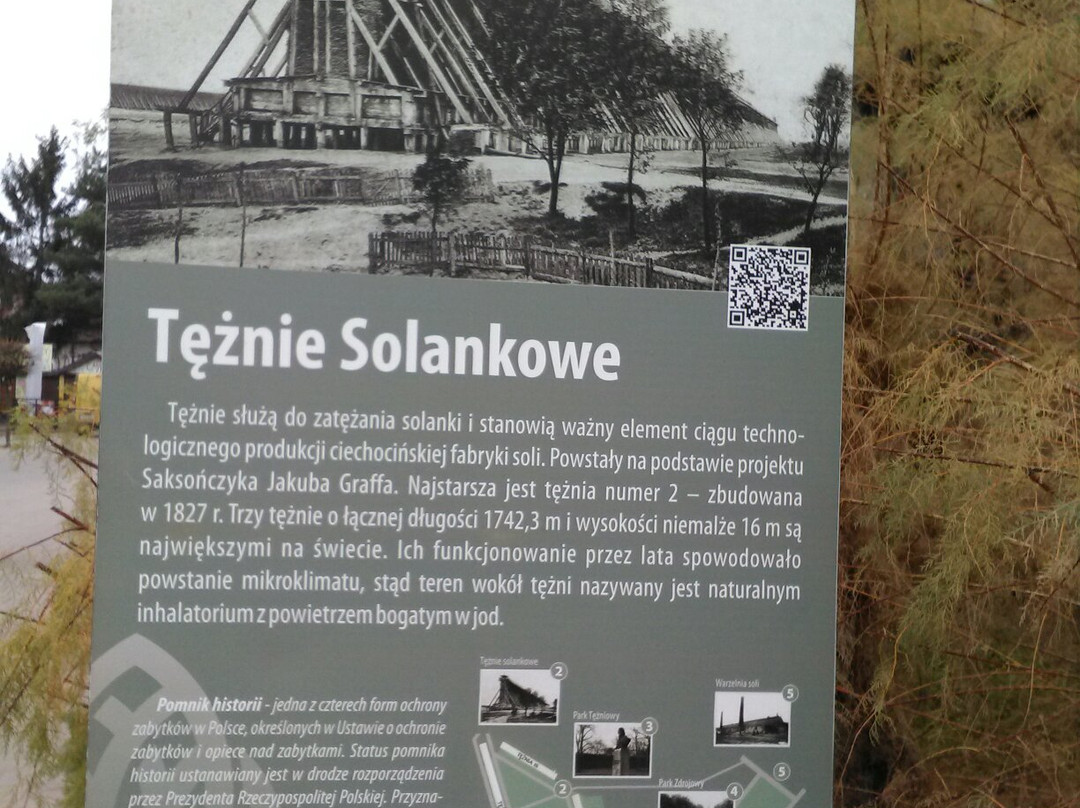 Tężnie Solankowe
Tężnie służą do zatężania solanki i stanowią ważny element ciągu techno-
logicznego produkcji ciechocińskiej fabryki soli. Powstały na podstawie projektu
Saksończyka Jakuba Graffa. Najstarsza jest tężnia numer 2 – zbudowana
w 1827 r. Trzy tężnie o łącznej długości 1742,3 m i wysokości niemalże 16 m są
największymi na świecie. Ich funkcjonowanie przez lata spowodowało
powstanie mikroklimatu, stąd teren wokół tężni nazywany jest naturalnym
inhalatorium z powietrzem bogatym w jod.
Pomnik historii - jedna z czterech form ochrony
zabytków w Polsce, określonych w Ustawie o ochronie
zabytków i opiece nad zabytkami. Status pomnika
historii ustanawiany jest w drodze rozporządzenia
przez Prezydenta Rzeczypospolitej Polskiej. Przyzna-
Tężnie solankowe
2
Park Tężniowy
3
Warzelnia soli
5
Park Zdrojowy
4
5
2